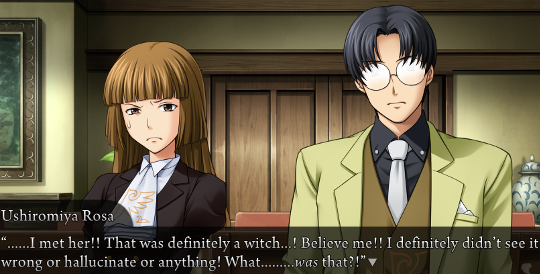 Ushiromiya Rosa
“......I met her!! That was definitely a witch...! Believe me!! I definitely didn't see it
wrong or hallucinate or anything! What.........was that?!”